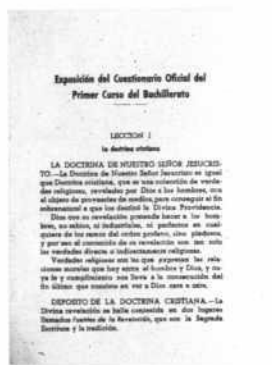 Exposición del Cuestionario Oficial del
Primer Curso del Bachillerato
LECCION I
La doctrina cristiana
LA DOCTRINA DE NUESTRO SEÑOR JESUCRIS-
TO.—La Doctrina de Nuestro Señor Jesucristo es igual
que Doctrina cristiana, que es una colección de verda-
des religiosas, reveladas por Dios a los hombres, con
el objeto de proveerles de medios, para conseguir el fin
sobrenatural a que los destinó la Divina Providencia.
Dios con su revelación pretende hacer a los hom-
bres, no sabios, ni industriales, ni perfectos en cual-
quiera de los ramos del orden profano, sino piadosos,
y por eso el contenido de su revelación son tan solo
las verdades directa o indirectamente religiosas.
Verdades religiosas son las que expresan las rela-
ciones morales que hay entre el hombre y Dios, y cu-
ya fe y cumplimiento nos lleva a la consecución del
fin último que consiste en ver a Dios cara a cara.
DEPOSITO DE LA DOCTRINA CRISTIANA.—La
Divina revelación se halla contenida en dos lugares
llamados fuentes de la Revelación, que son la Sagrada
Escritura y la tradición.